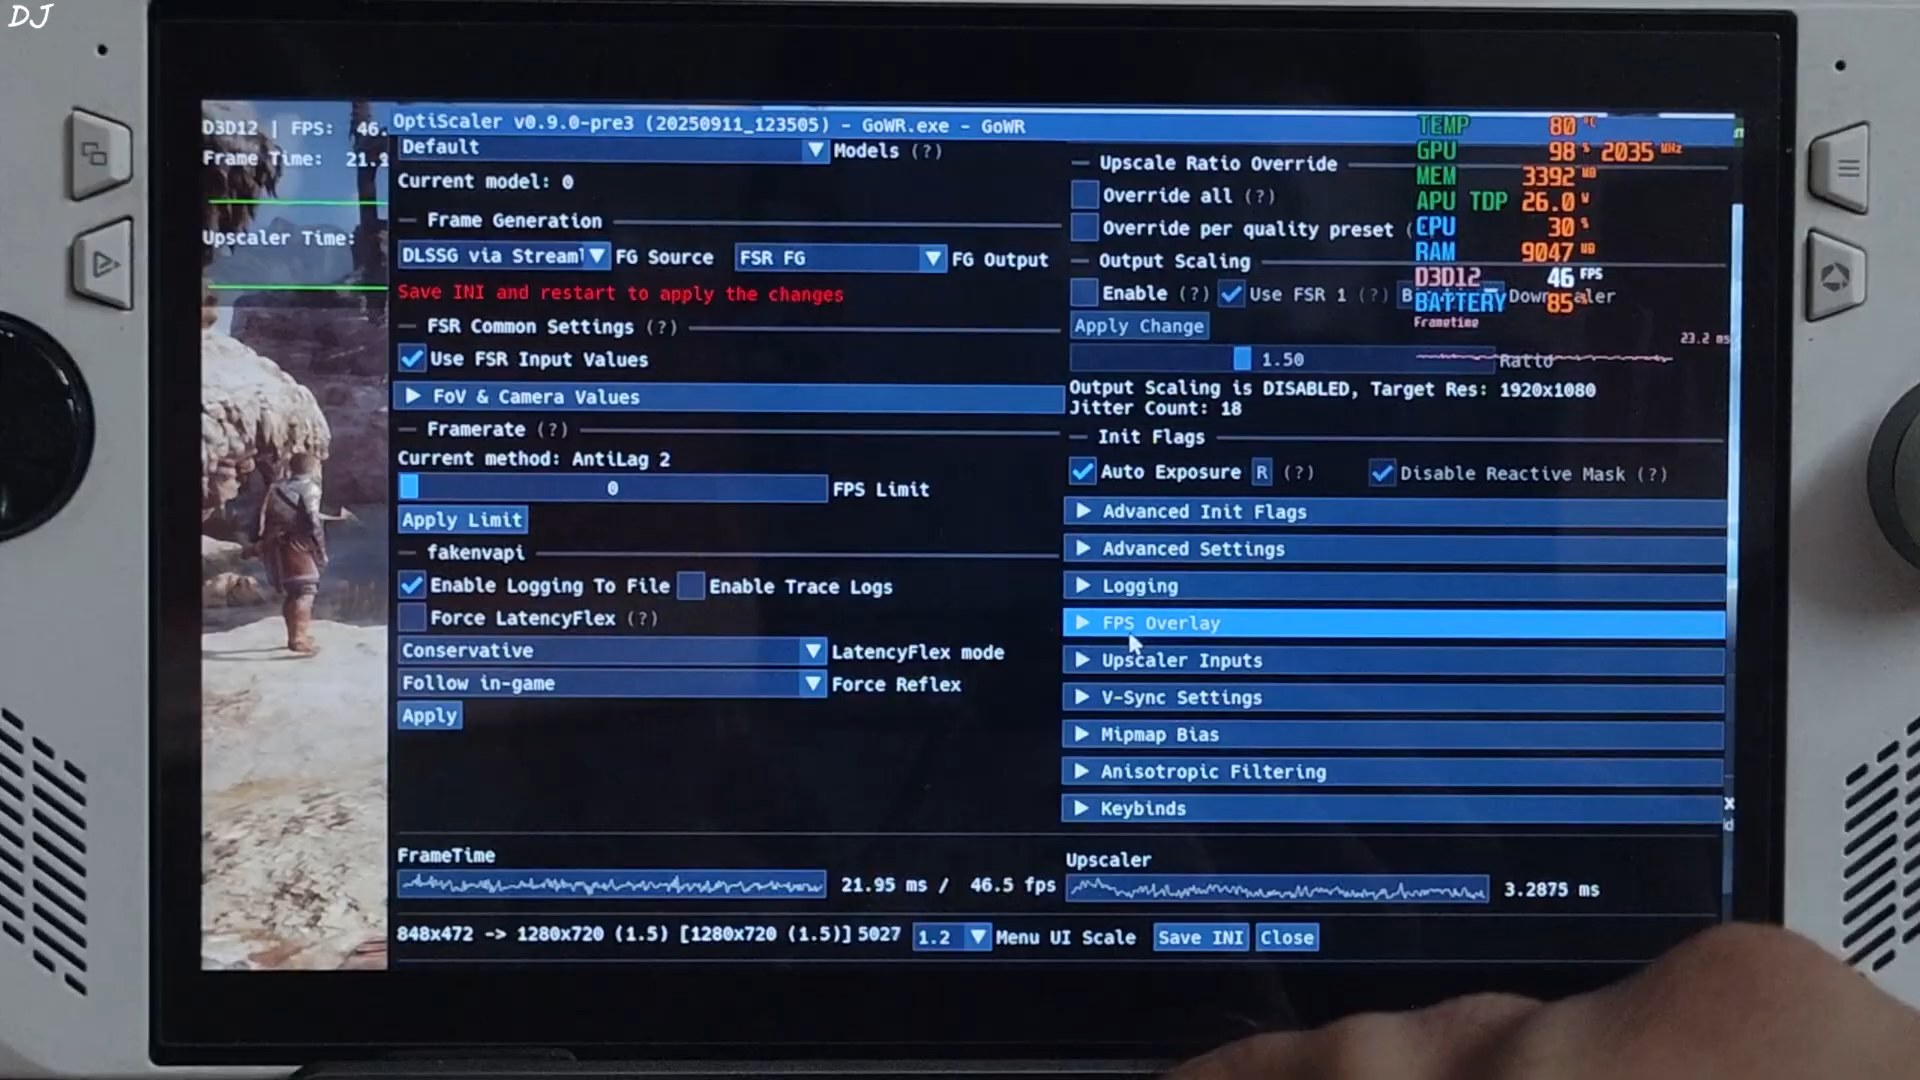 DJ
D3D12 | FPS: 46.
Frame Time: 21.9
Upscaler Time:
OptiScaler v0.9.0-pre3 (20250911_123505) - GoWR.exe - GoWR
Default
Models (?)
Current model: 0
Frame Generation
DLSSG via Streaml
FG Source
FSR FG
FG Output
Save INI and restart to apply the changes
FSR Common Settings (?)
Use FSR Input Values
FoV & Camera Values
Framerate (?)
Current method: AntiLag 2
0
FPS Limit
Apply Limit
fakenvapi
Enable Logging To File
Enable Trace Logs
Force LatencyFlex (?)
Conservative
LatencyFlex mode
Follow in-game
Force Reflex
Apply
Upscale Ratio Override
Override all (?)
Override per quality preset (
Output Scaling
Enable (?)
Use FSR 1 (?)
Apply Change
1.50
Ratio
Output Scaling is DISABLED, Target Res: 1920x1080
Jitter Count: 18
Init Flags
Auto Exposure R (?)
Disable Reactive Mask (?)
Advanced Init Flags
Advanced Settings
Logging
FPS Overlay
Upscaler Inputs
V-Sync Settings
Mipmap Bias
Anisotropic Filtering
Keybinds
TEMP 80 °C
GPU 98 % 2035 MHz
MEM 3392 MB
APU TDP 26.0 W
CPU 30 %
RAM 9047 MB
D3D12 46 FPS
BATTERY 85 %
Frametime
23.2 ms
FrameTime
21.95 ms / 46.5 fps
Upscaler
3.2875 ms
848x472 -> 1280x720 (1.5) [1280x720 (1.5)] 5027
1.2
Menu UI Scale
Save INI
Close